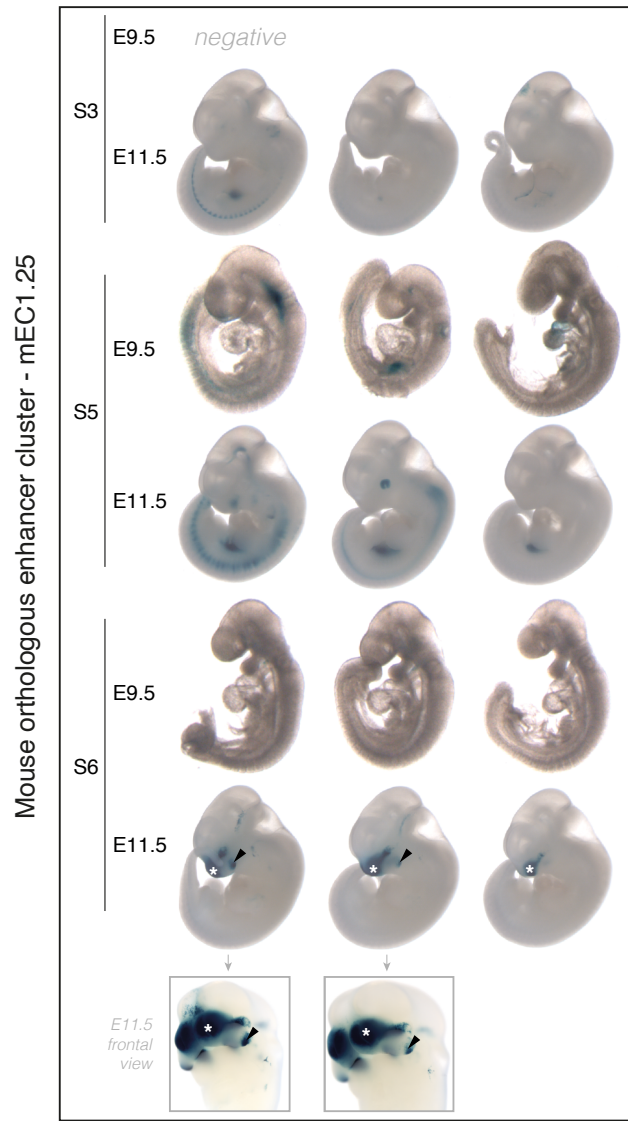 Mouse orthologous enhancer cluster - mEC1.25
S3
E9.5
negative
E11.5
S5
E9.5
E11.5
S6
E9.5
E11.5
*
*
*
E11.5
frontal
view
*
*